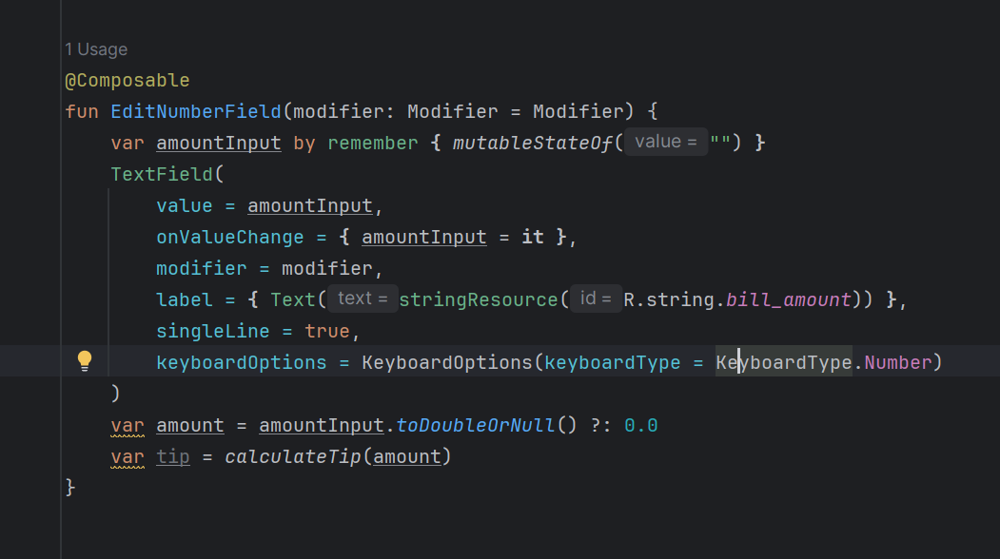 1 Usage
@Composable
fun EditNumberField(modifier: Modifier = Modifier) {
    var amountInput by remember { mutableStateOf( value = "") }
    TextField(
        value = amountInput,
        onValueChange = { amountInput = it },
        modifier = modifier,
        label = { Text( text = stringResource( id = R.string.bill_amount)) },
        singleLine = true,
        keyboardOptions = KeyboardOptions(keyboardType = KeyboardType.Number)
    )
    var amount = amountInput.toDoubleOrNull() ?: 0.0
    var tip = calculateTip(amount)
}